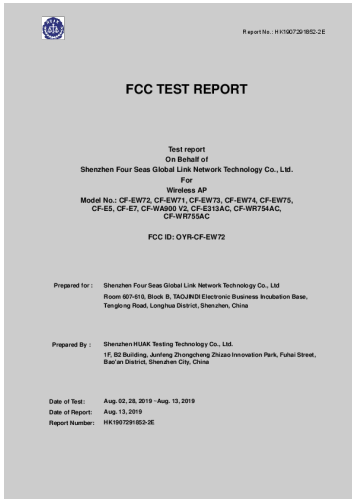 Report No.: HK1907291852-2E
FCC TEST REPORT
Test report
On Behalf of
Shenzhen Four Seas Global Link Network Technology Co., Ltd.
For
Wireless AP
Model No.: CF-EW72, CF-EW71, CF-EW73, CF-EW74, CF-EW75,
CF-E5, CF-E7, CF-WA900 V2, CF-E313AC, CF-WR754AC,
CF-WR755AC
FCC ID: OYR-CF-EW72
Prepared for : Shenzhen Four Seas Global Link Network Technology Co., Ltd
Room 607-610, Block B, TAOJINDI Electronic Business Incubation Base,
Tenglong Road, Longhua District, Shenzhen, China
Prepared By : Shenzhen HUAK Testing Technology Co., Ltd.
1F, B2 Building, Junfeng Zhongcheng Zhizao Innovation Park, Fuhai Street,
Bao'an District, Shenzhen City, China
Date of Test: Aug. 02, 28, 2019 ~Aug. 13, 2019
Date of Report: Aug. 13, 2019
Report Number: HK1907291852-2E